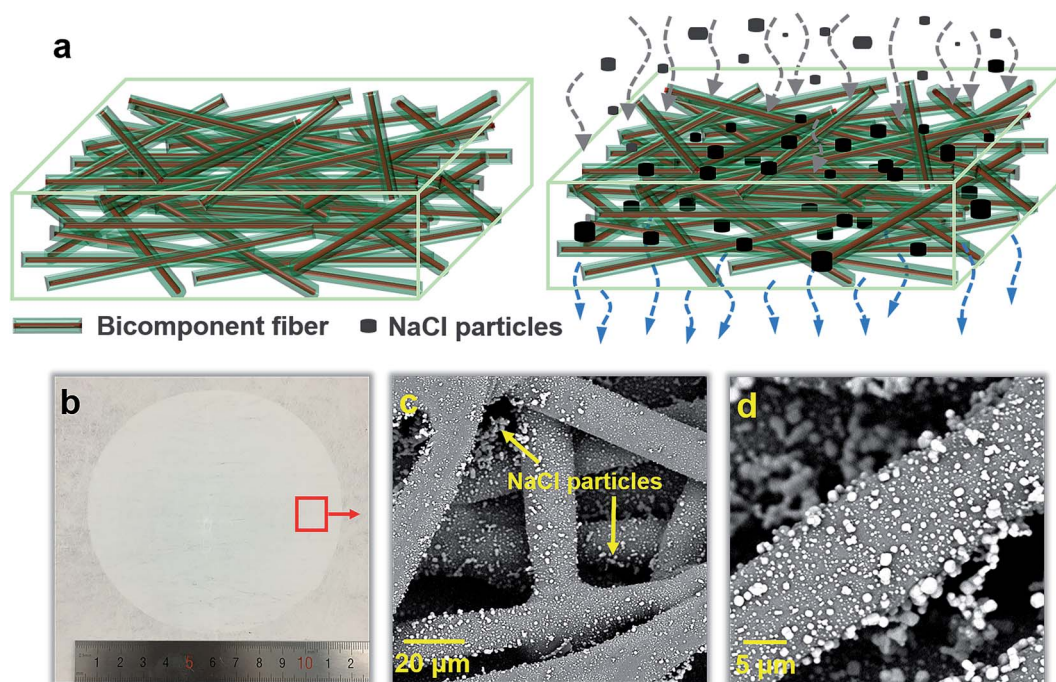 a
Bicomponent fiber
NaCl particles
b
1 2 3 4 5 6 7 8 9 10 1 2
c
NaCl particles
20 μm
d
5 μm